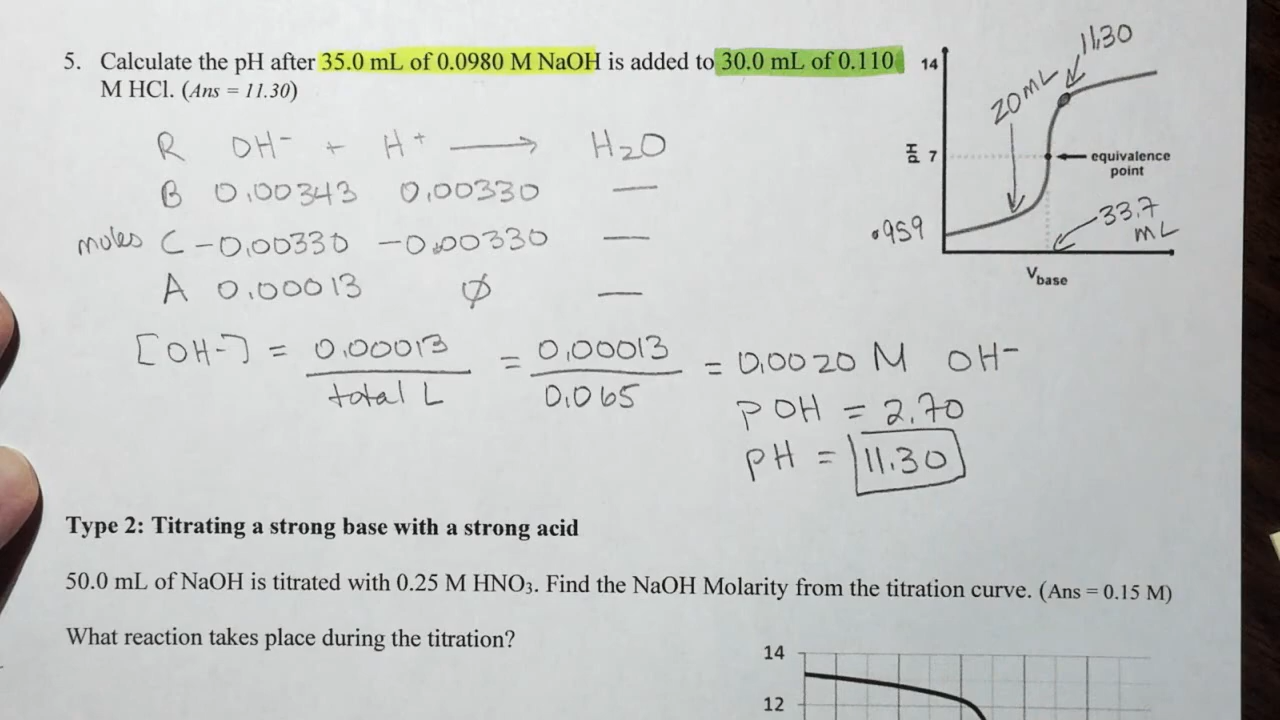 5. Calculate the pH after 35.0 mL of 0.0980 M NaOH is added to 30.0 mL of 0.110
M HCl. (Ans = 11.30)
R OH⁻ + H⁺ ⟶ H₂O
B 0.00343 0.00330 —
moles C -0.00330 -0.00330 —
A 0.00013 ∅ —
[OH-] = 0.00013 / total L = 0.00013 / 0.065 = 0.0020 M OH⁻
pOH = 2.70
pH = 11.30
11.30
14
20 mL
pH 7
equivalence
point
.959
33.7
mL
Vbase
Type 2: Titrating a strong base with a strong acid
50.0 mL of NaOH is titrated with 0.25 M HNO₃. Find the NaOH Molarity from the titration curve. (Ans = 0.15 M)
What reaction takes place during the titration?
14
12